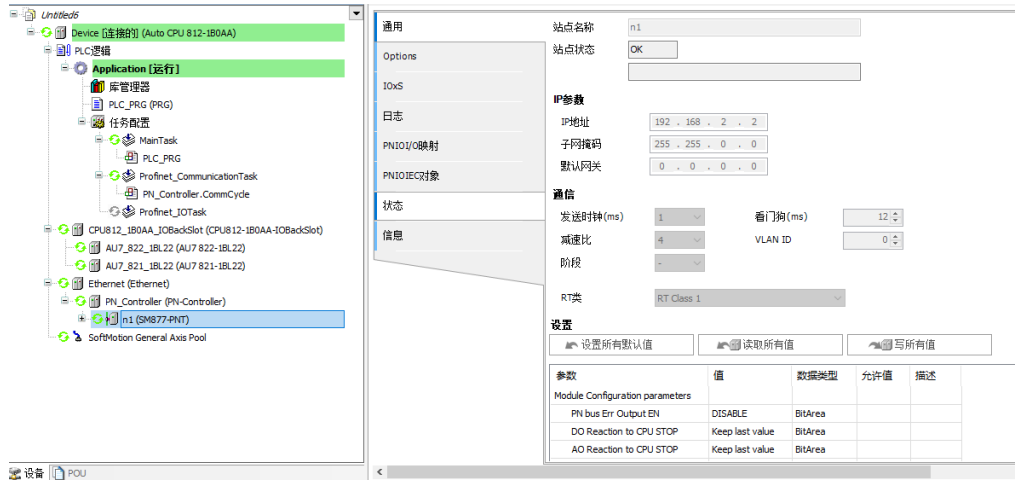 Untitled6
Device [连接的] (Auto CPU 812-1B0AA)
PLC逻辑
Application [运行]
库管理器
PLC_PRG (PRG)
任务配置
MainTask
PLC_PRG
Profinet_CommunicationTask
PN_Controller.CommCycle
Profinet_IOTask
CPU812_1B0AA_IOBackSlot (CPU812-1B0AA-IOBackSlot)
AU7_822_1BL22 (AU7 822-1BL22)
AU7_821_1BL22 (AU7 821-1BL22)
Ethernet (Ethernet)
PN_Controller (PN-Controller)
n1 (SM877-PNT)
SoftMotion General Axis Pool
设备 POU
通用
Options
IOxS
日志
PNIOI/O映射
PNIOIEC对象
状态
信息
站点名称 n1
站点状态 OK
IP参数
IP地址 192 . 168 . 2 . 2
子网掩码 255 . 255 . 0 . 0
默认网关 0 . 0 . 0 . 0
通信
发送时钟(ms) 1 看门狗(ms) 12
减速比 4 VLAN ID 0
阶段 -
RT类 RT Class 1
设置
设置所有默认值 读取所有值 写所有值
参数 值 数据类型 允许值 描述
Module Configuration parameters
PN bus Err Output EN DISABLE BitArea
DO Reaction to CPU STOP Keep last value BitArea
AO Reaction to CPU STOP Keep last value BitArea